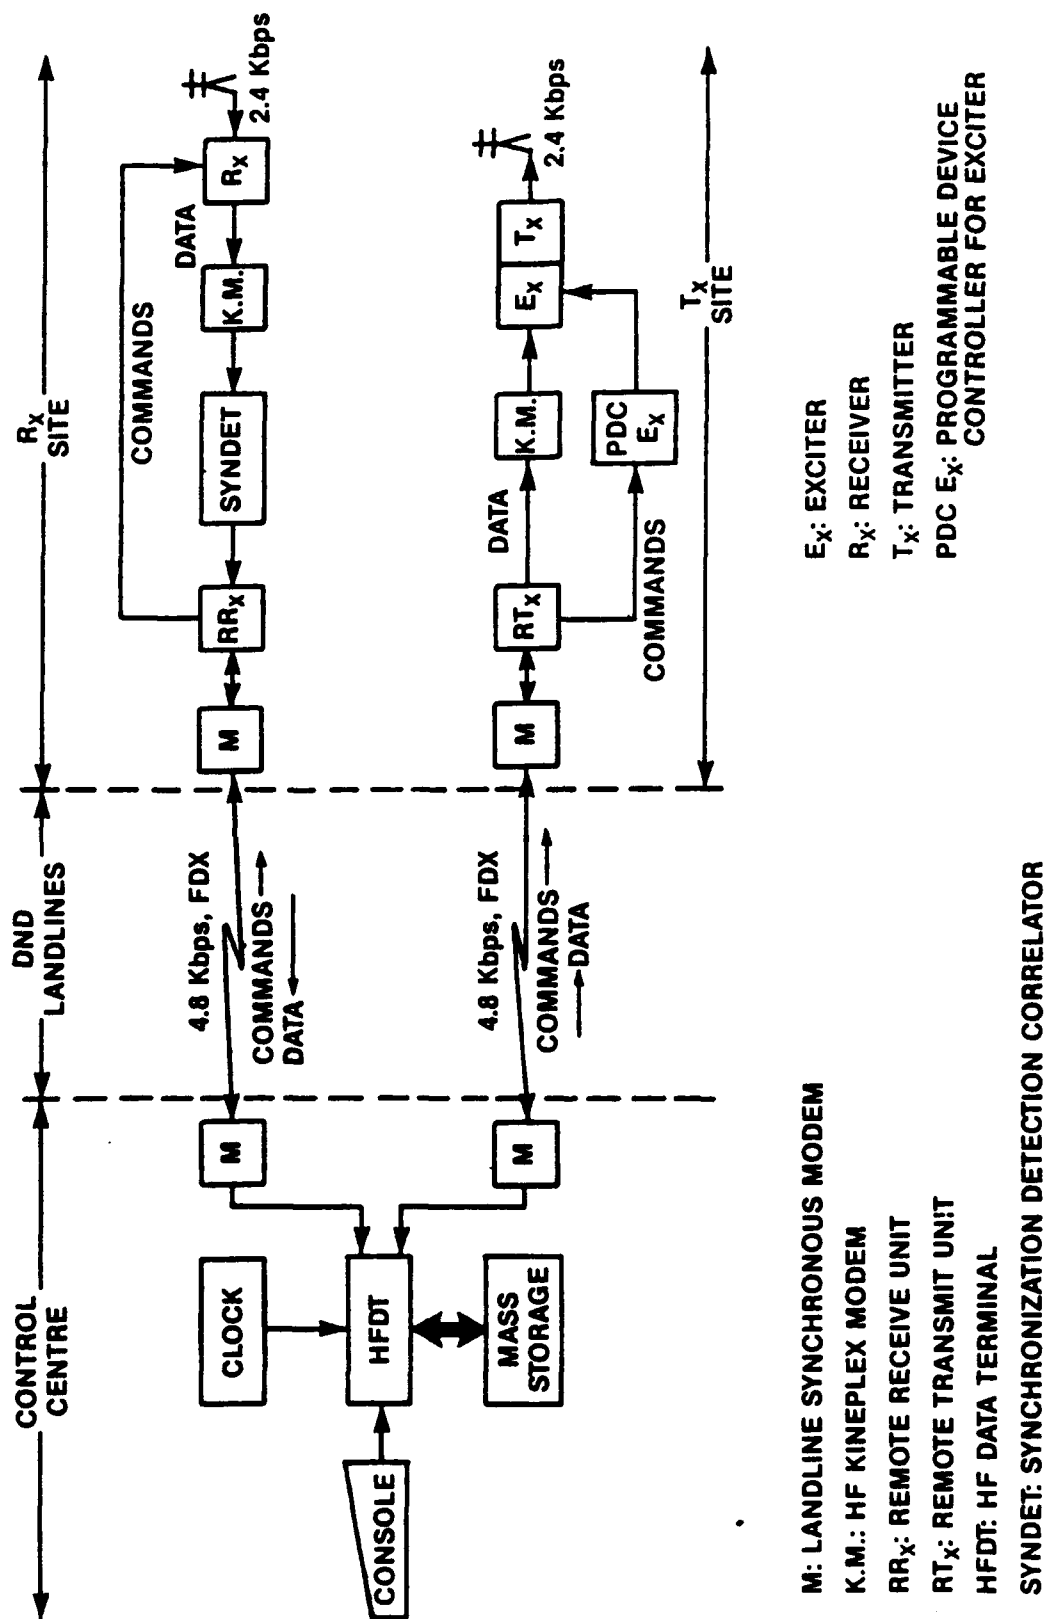 CONTROL
CENTRE
DND
LANDLINES
RX
SITE
CLOCK
CONSOLE
HFDT
MASS
STORAGE
M
4.8 Kbps, FDX
COMMANDS
DATA
M
RRX
SYNDET
K.M.
DATA
RX
COMMANDS
2.4 Kbps
M
4.8 Kbps, FDX
COMMANDS
DATA
M
RTX
DATA
K.M.
EX
TX
2.4 Kbps
COMMANDS
PDC
EX
TX
SITE
M: LANDLINE SYNCHRONOUS MODEM
K.M.: HF KINEPLEX MODEM
RRX: REMOTE RECEIVE UNIT
RTX: REMOTE TRANSMIT UNIT
HFDT: HF DATA TERMINAL
SYNDET: SYNCHRONIZATION DETECTION CORRELATOR
EX: EXCITER
RX: RECEIVER
TX: TRANSMITTER
PDC EX: PROGRAMMABLE DEVICE
CONTROLLER FOR EXCITER